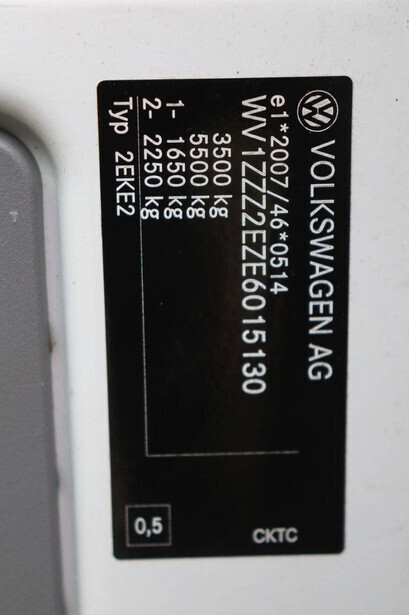 VOLKSWAGEN AG
e1*2007/46*0514
WV1ZZZ2EZE6015130
3500 kg
5500 kg
1- 1650 kg
2- 2250 kg
Typ 2EKE2
0,5
CKTC